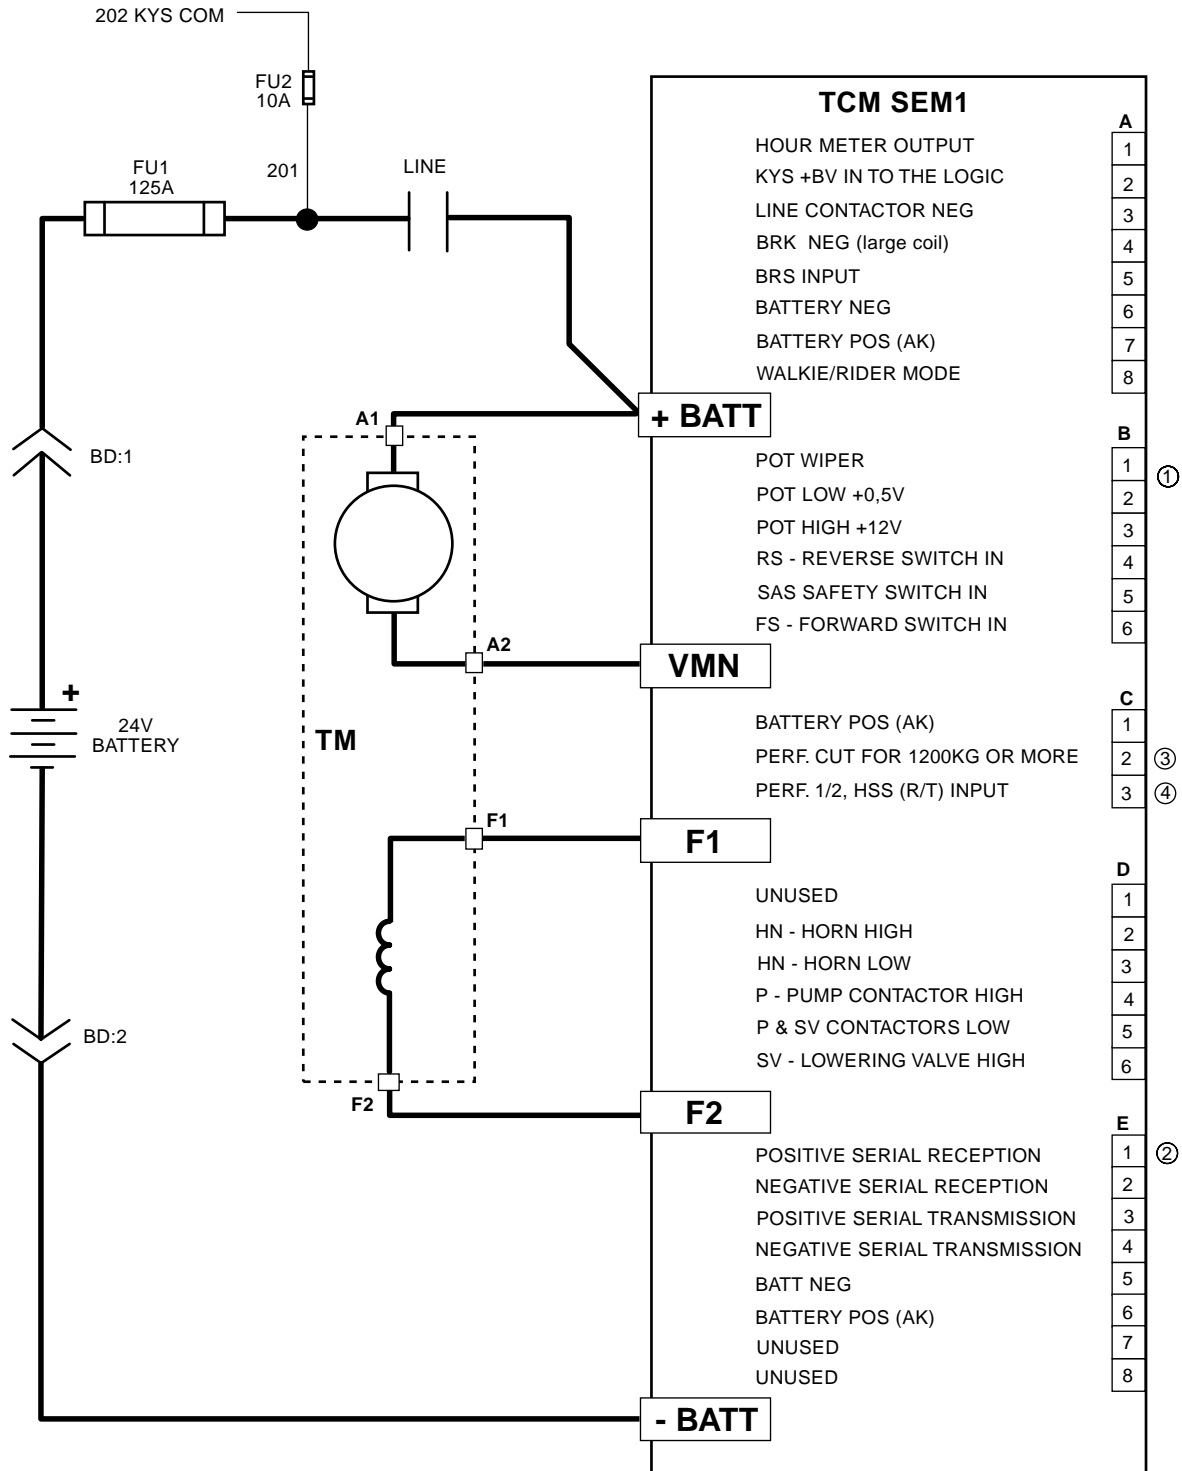 202 KYS COM
FU2
10A
FU1
125A
201
LINE
BD:1
+
24V
BATTERY
BD:2
A1
A2
TM
F1
F2
TCM SEM1
A
HOUR METER OUTPUT 1
KYS +BV IN TO THE LOGIC 2
LINE CONTACTOR NEG 3
BRK NEG (large coil) 4
BRS INPUT 5
BATTERY NEG 6
BATTERY POS (AK) 7
WALKIE/RIDER MODE 8
+ BATT
B
POT WIPER 1 ①
POT LOW +0,5V 2
POT HIGH +12V 3
RS - REVERSE SWITCH IN 4
SAS SAFETY SWITCH IN 5
FS - FORWARD SWITCH IN 6
VMN
C
BATTERY POS (AK) 1
PERF. CUT FOR 1200KG OR MORE 2 ③
PERF. 1/2, HSS (R/T) INPUT 3 ④
F1
D
UNUSED 1
HN - HORN HIGH 2
HN - HORN LOW 3
P - PUMP CONTACTOR HIGH 4
P & SV CONTACTORS LOW 5
SV - LOWERING VALVE HIGH 6
F2
E
POSITIVE SERIAL RECEPTION 1 ②
NEGATIVE SERIAL RECEPTION 2
POSITIVE SERIAL TRANSMISSION 3
NEGATIVE SERIAL TRANSMISSION 4
BATT NEG 5
BATTERY POS (AK) 6
UNUSED 7
UNUSED 8
- BATT